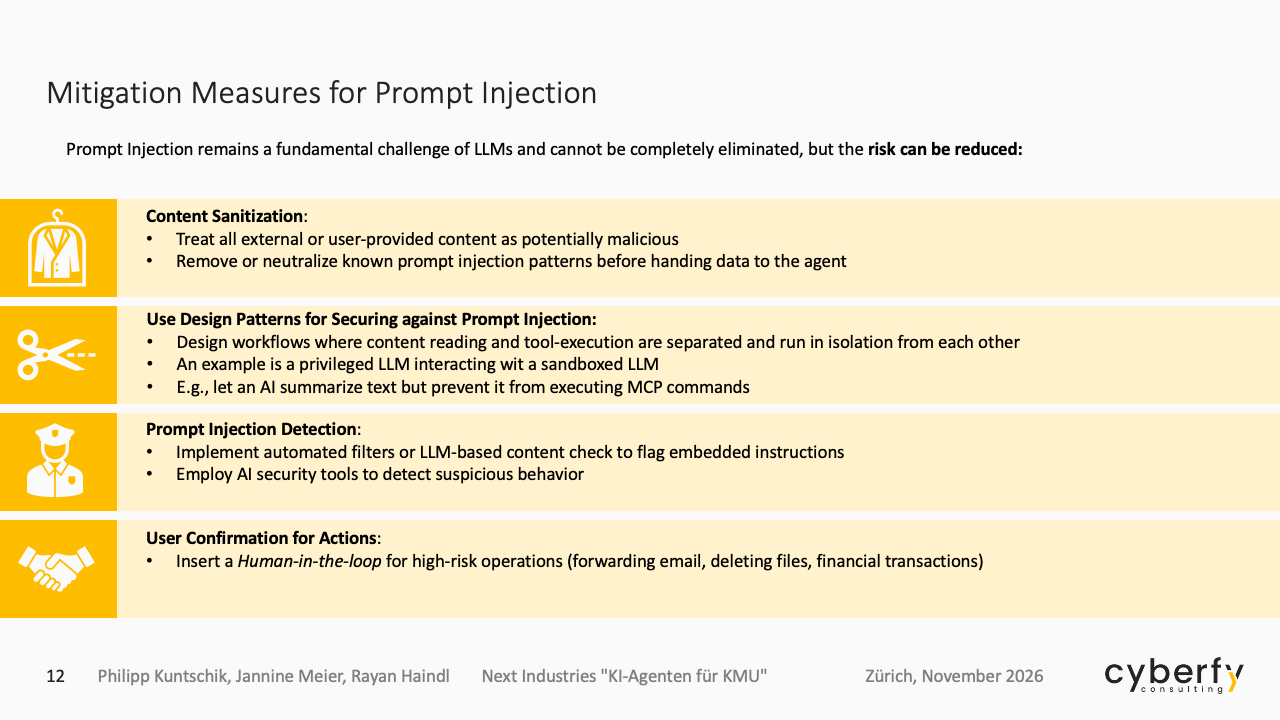 Mitigation Measures for Prompt Injection
Prompt Injection remains a fundamental challenge of LLMs and cannot be completely eliminated, but the risk can be reduced:
Content Sanitization:
• Treat all external or user-provided content as potentially malicious
• Remove or neutralize known prompt injection patterns before handing data to the agent
Use Design Patterns for Securing against Prompt Injection:
• Design workflows where content reading and tool-execution are separated and run in isolation from each other
• An example is a privileged LLM interacting wit a sandboxed LLM
• E.g., let an AI summarize text but prevent it from executing MCP commands
Prompt Injection Detection:
• Implement automated filters or LLM-based content check to flag embedded instructions
• Employ AI security tools to detect suspicious behavior
User Confirmation for Actions:
• Insert a Human-in-the-loop for high-risk operations (forwarding email, deleting files, financial transactions)
12 Philipp Kuntschik, Jannine Meier, Rayan Haindl Next Industries "KI-Agenten für KMU" Zürich, November 2026
cyberfy
consulting